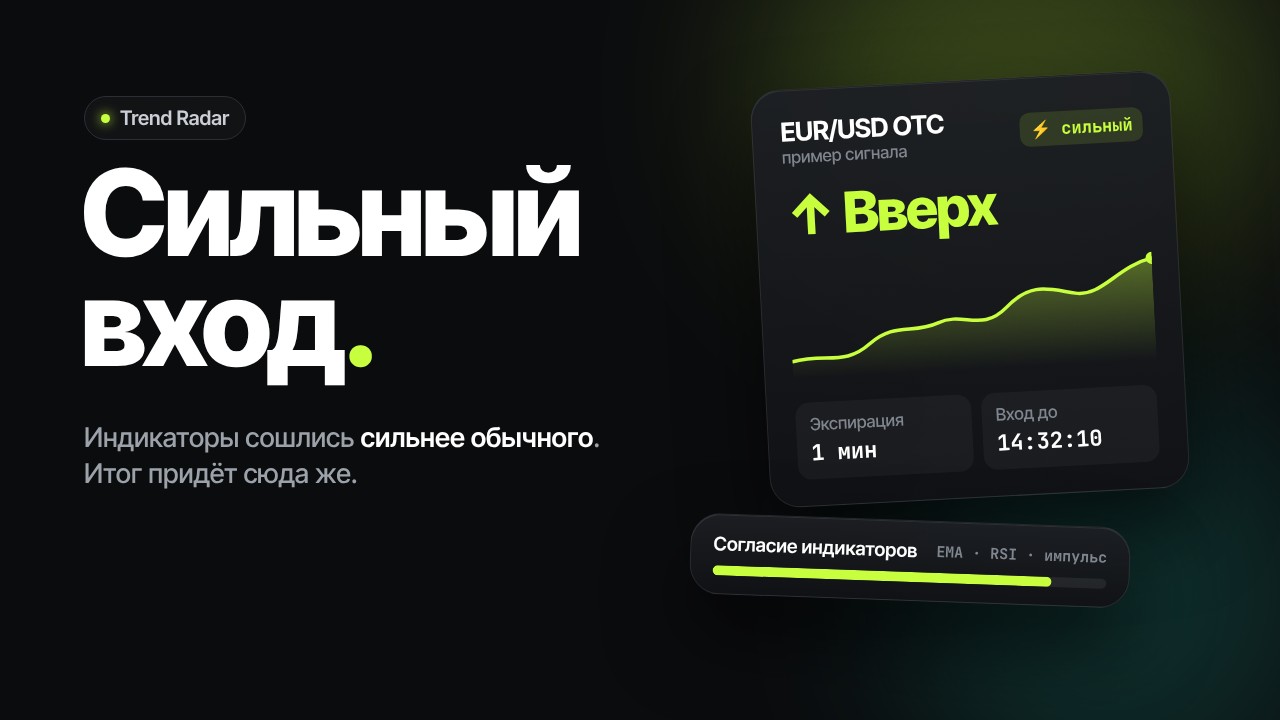 Trend Radar
Сильный
вход.
Индикаторы сошлись сильнее обычного.
Итог придёт сюда же.
EUR/USD OTC
пример сигнала
⚡ сильный
↑ Вверх
Экспирация
1 мин
Вход до
14:32:10
Согласие индикаторов
EMA · RSI · импульс